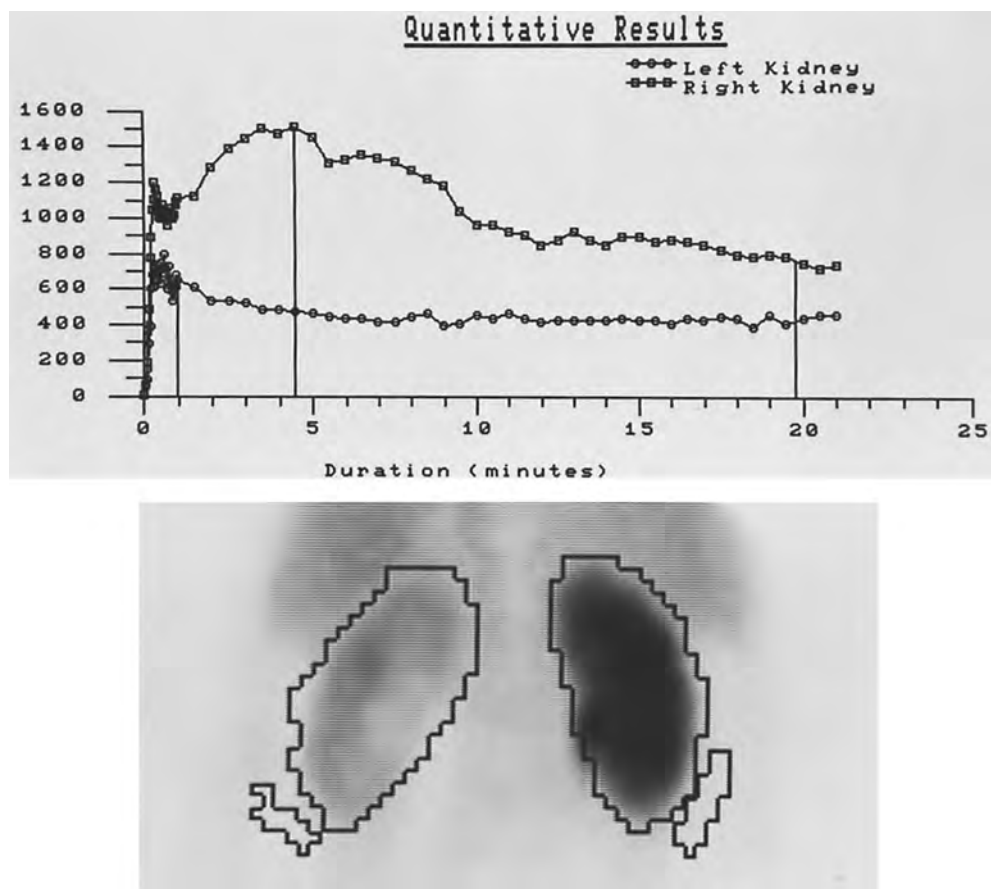 Quantitative Results
Left Kidney
Right Kidney
1600
1400
1200
1000
800
600
400
200
0
0 5 10 15 20 25
Duration (minutes)